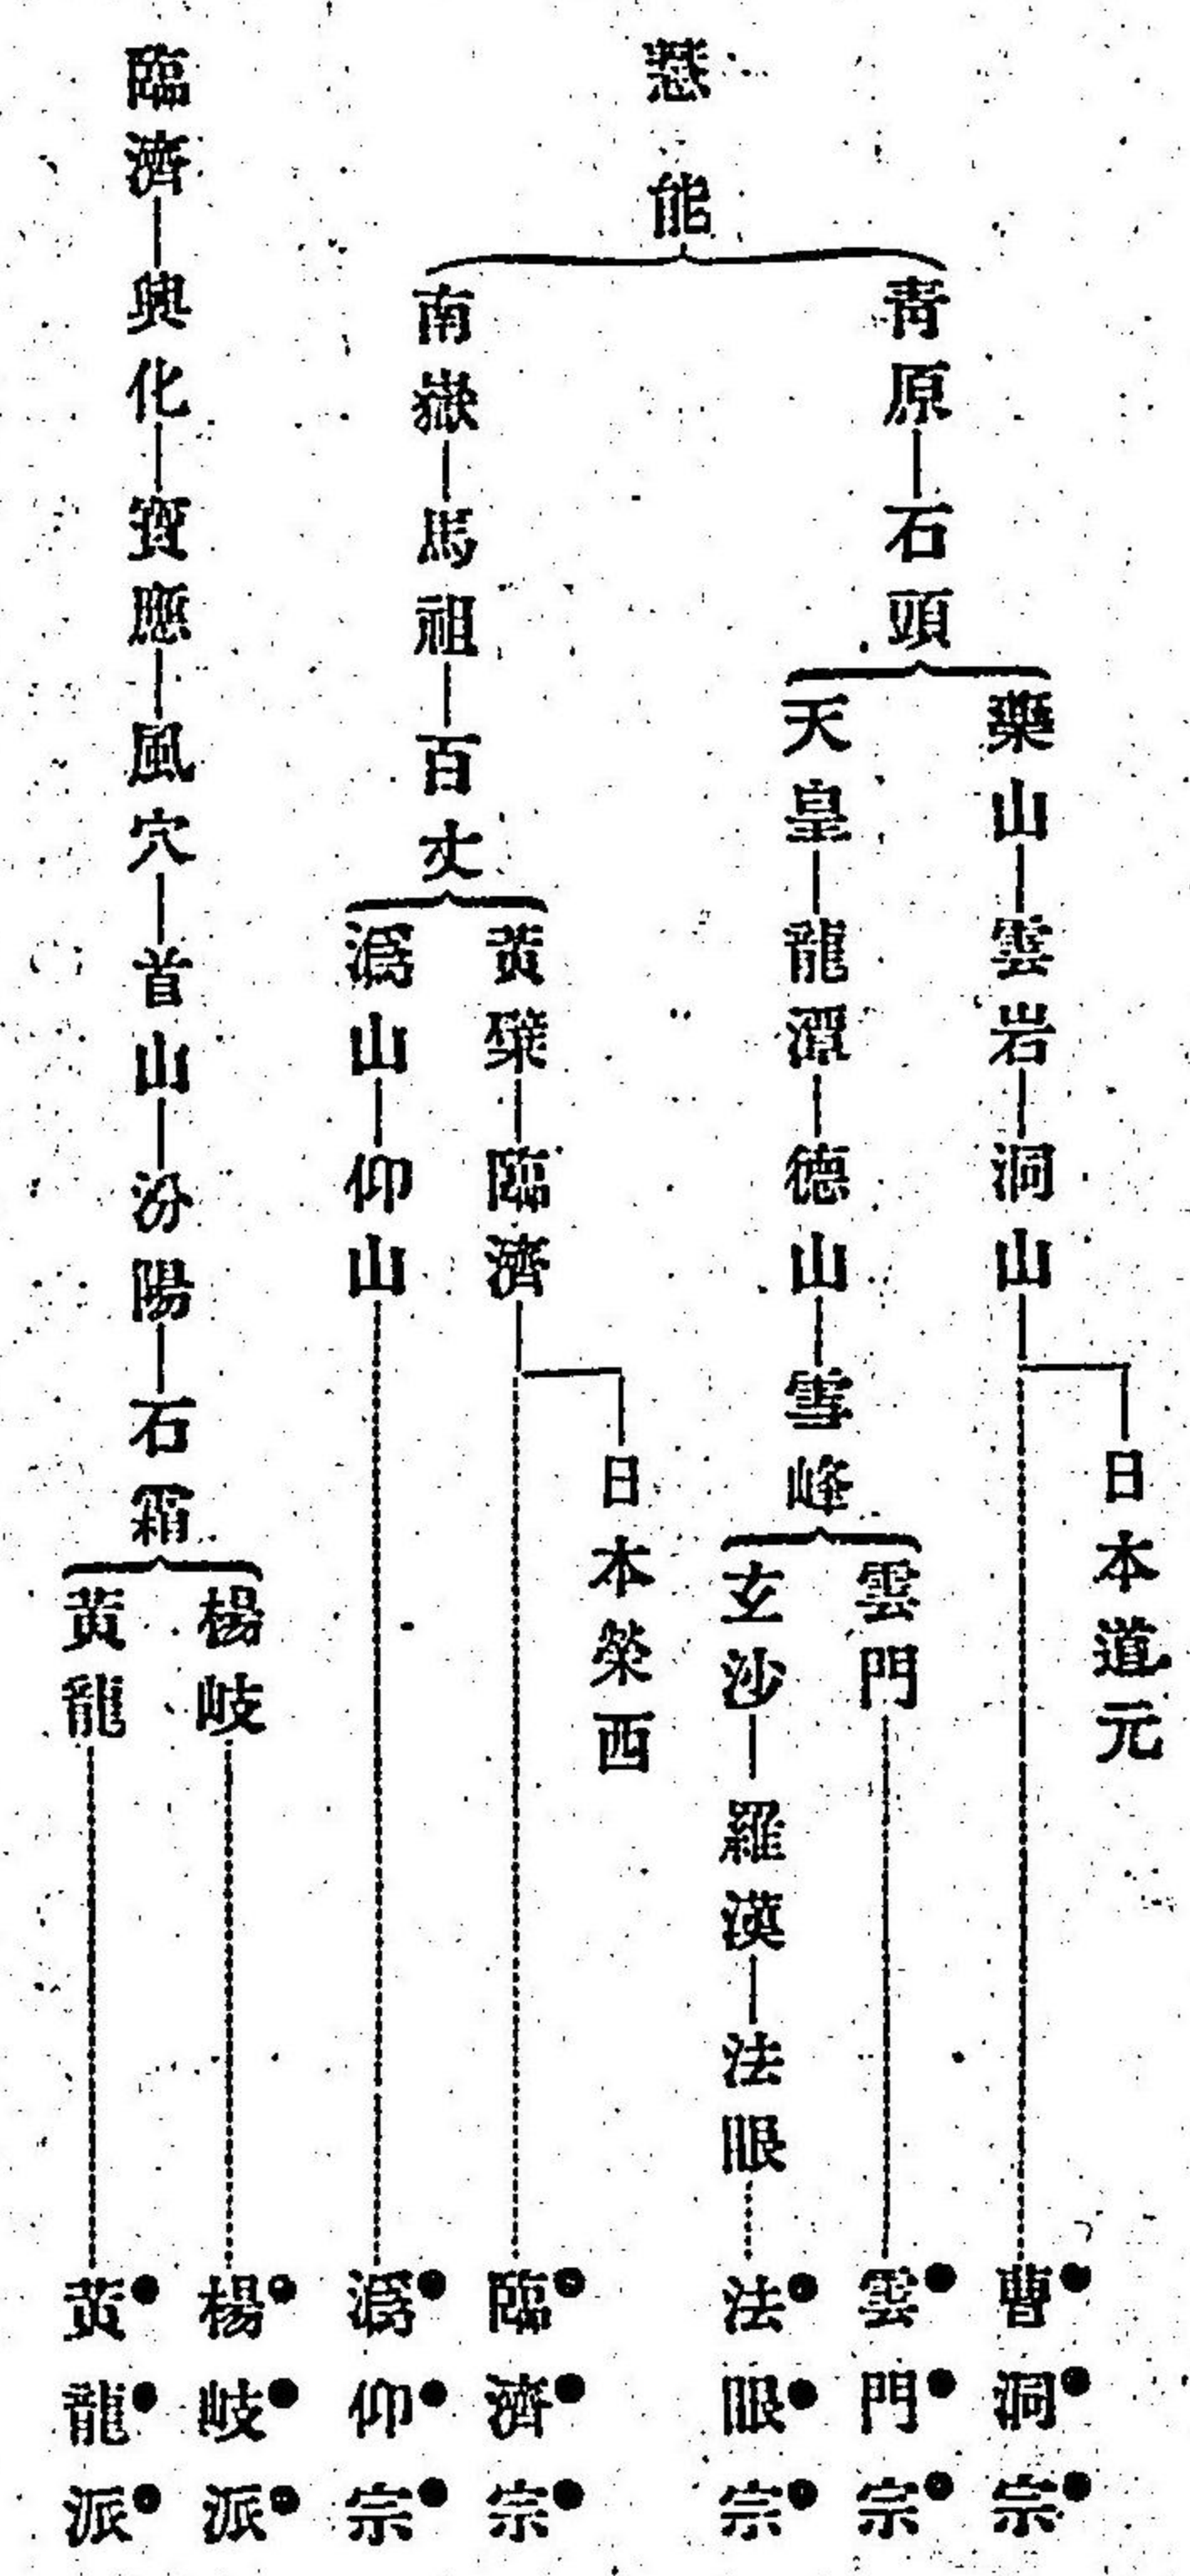 慧能
青原—石頭
藥山—雲岩—洞山
日本道元
曹洞宗
天皇—龍潭—德山—雪峰
雲門
雲門宗
玄沙—羅漢—法眼
法眼宗
南嶽—馬祖—百丈
黃檗—臨濟
日本榮西
臨濟宗
潙山—仰山
潙仰宗
臨濟—興化—寶應—風穴—首山—汾陽—石霜
楊岐
楊岐派
黃龍
黃龍派